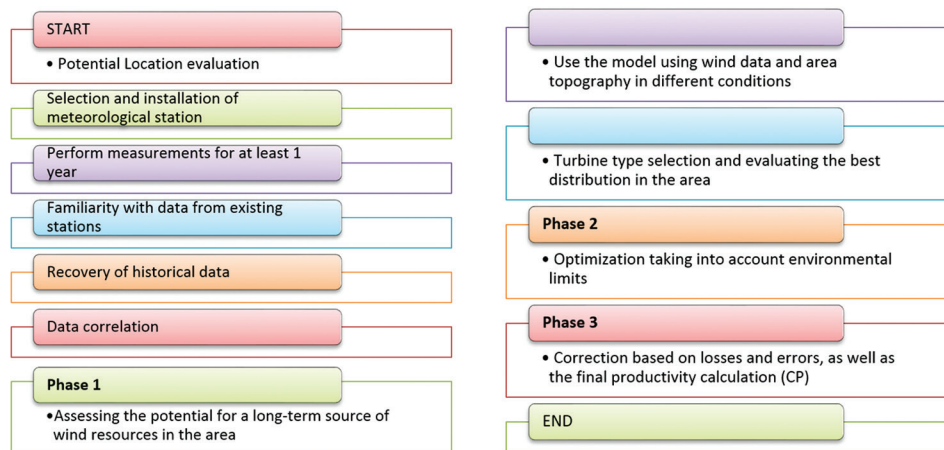 START
• Potential Location evaluation
Selection and installation of
meteorological station
Perform measurements for at least 1
year
Familiarity with data from existing
stations
Recovery of historical data
Data correlation
Phase 1
•Assessing the potential for a long-term source of
wind resources in the area
• Use the model using wind data and area
topography in different conditions
• Turbine type selection and evaluating the best
distribution in the area
Phase 2
• Optimization taking into account environmental
limits
Phase 3
• Correction based on losses and errors, as well as
the final productivity calculation (CP)
END